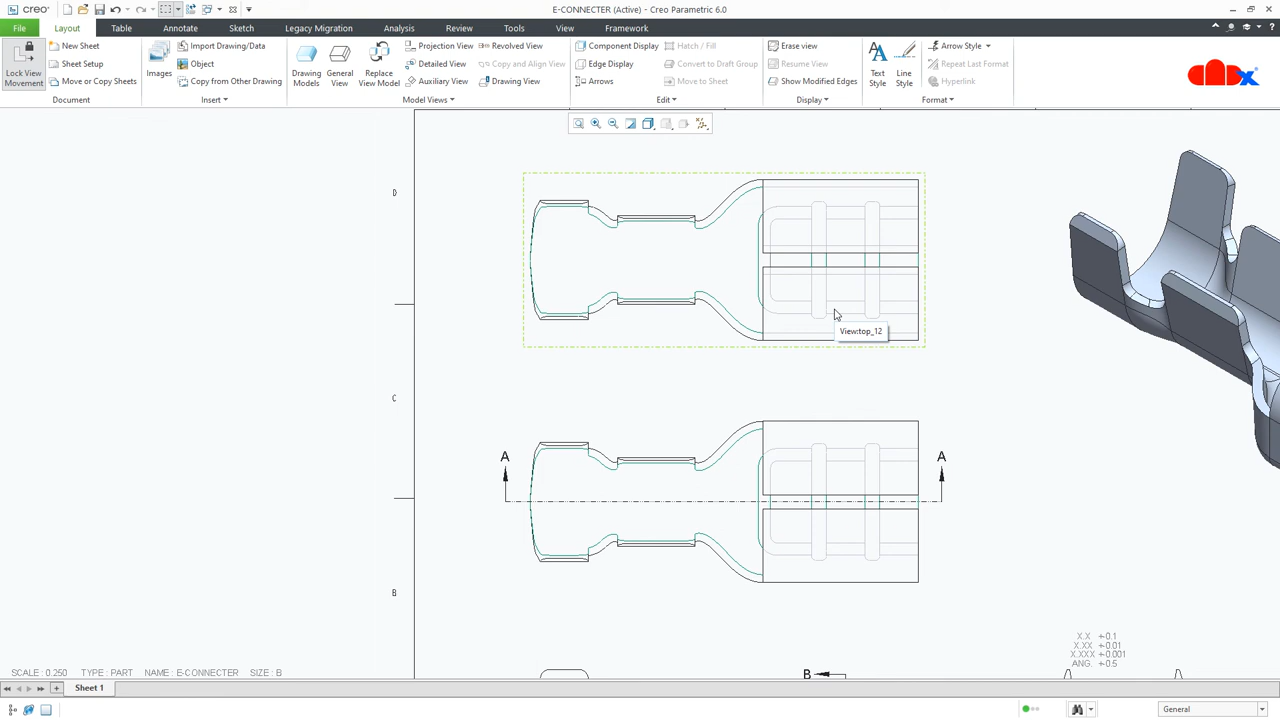 creo
E-CONNECTER (Active) - Creo Parametric 6.0
File
Layout
Table
Annotate
Sketch
Legacy Migration
Analysis
Review
Tools
View
Framework
Lock View
Movement
New Sheet
Sheet Setup
Move or Copy Sheets
Document
Images
Import Drawing/Data
Object
Copy from Other Drawing
Insert
Drawing
Models
General
View
Replace
View Model
Projection View
Detailed View
Auxiliary View
Revolved View
Copy and Align View
Drawing View
Model Views
Component Display
Edge Display
Arrows
Hatch / Fill
Convert to Draft Group
Move to Sheet
Edit
Erase view
Resume View
Show Modified Edges
Display
Text
Style
Line
Style
Arrow Style
Repeat Last Format
Hyperlink
Format
D
View:top_12
C
A
A
B
X.X +-0.1
X.XX +-0.01
X.XXX +-0.001
ANG. +-0.5
B
SCALE : 0.250 TYPE : PART NAME : E-CONNECTER SIZE : B
Sheet 1
General